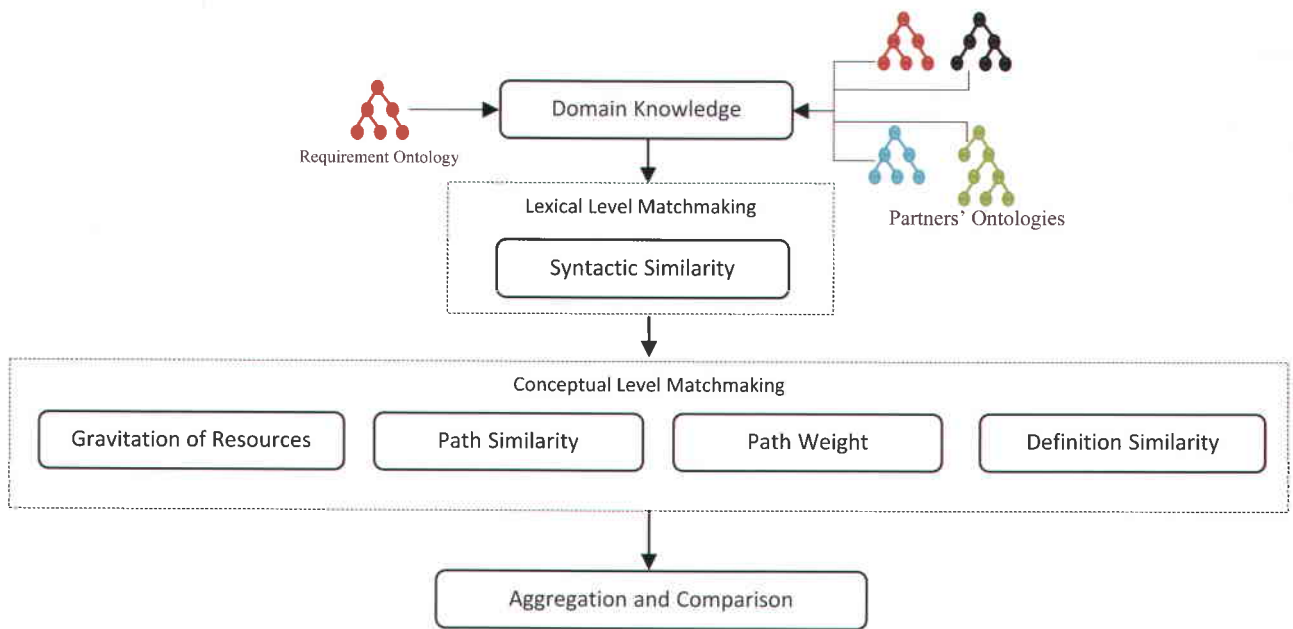 Domain Knowledge
Requirement Ontology
Partners’ Ontologies
Lexical Level Matchmaking
Syntactic Similarity
Conceptual Level Matchmaking
Gravitation of Resources
Path Similarity
Path Weight
Definition Similarity
Aggregation and Comparison